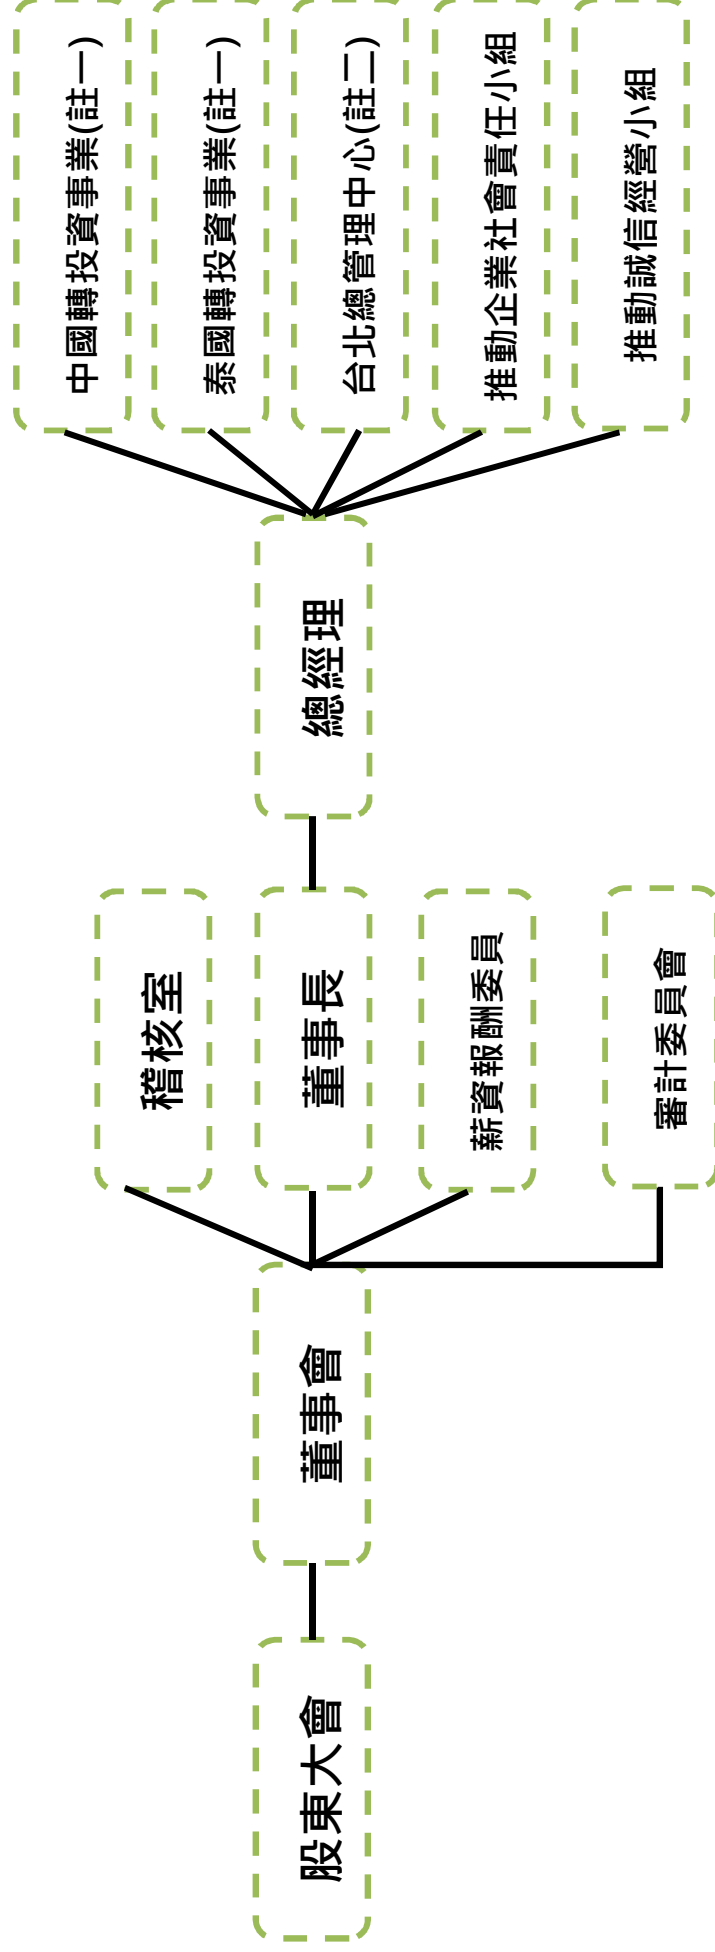 股東大會
董事會
稽核室
董事長
薪資報酬委員
審計委員會
總經理
中國轉投資事業(註一)
泰國轉投資事業(註一)
台北總管理中心(註二)
推動企業社會責任小組
推動誠信經營小組